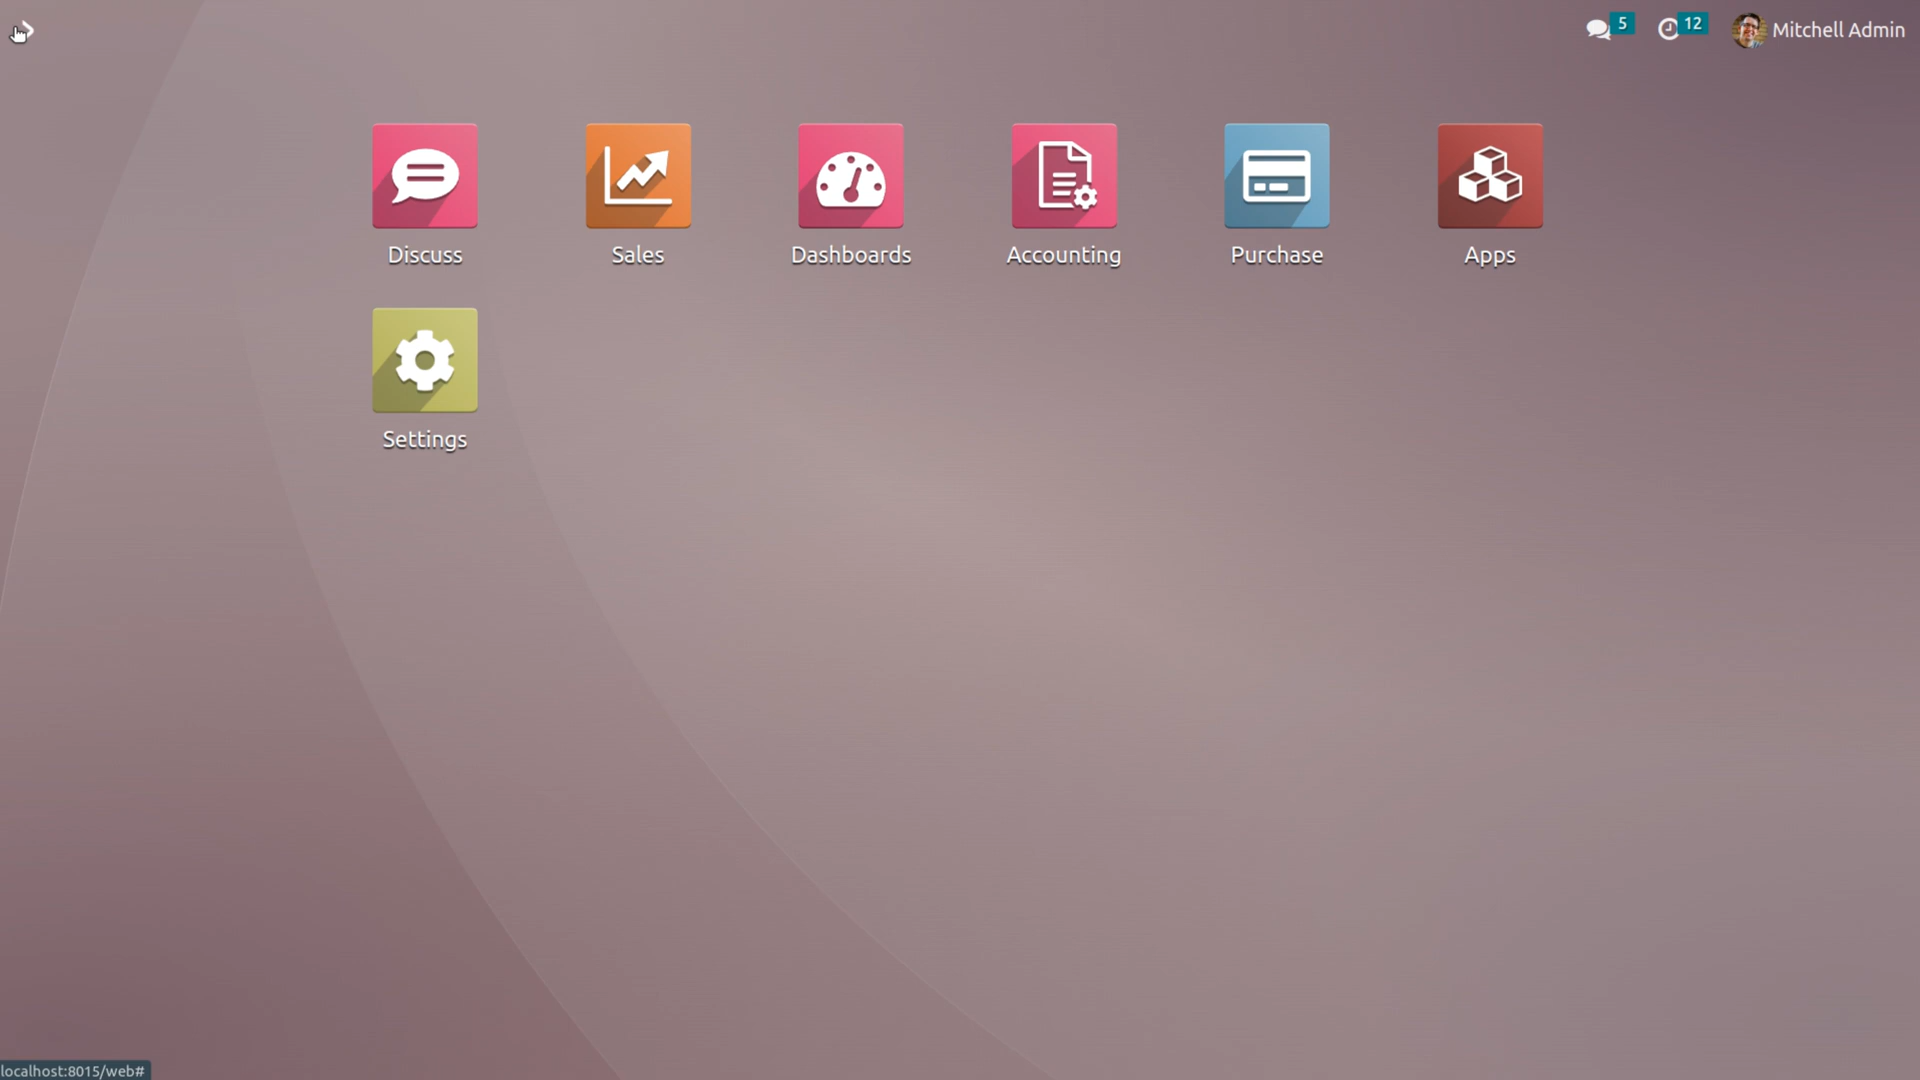 5
12
Mitchell Admin
Discuss
Sales
Dashboards
Accounting
Purchase
Apps
Settings
localhost:8015/web#